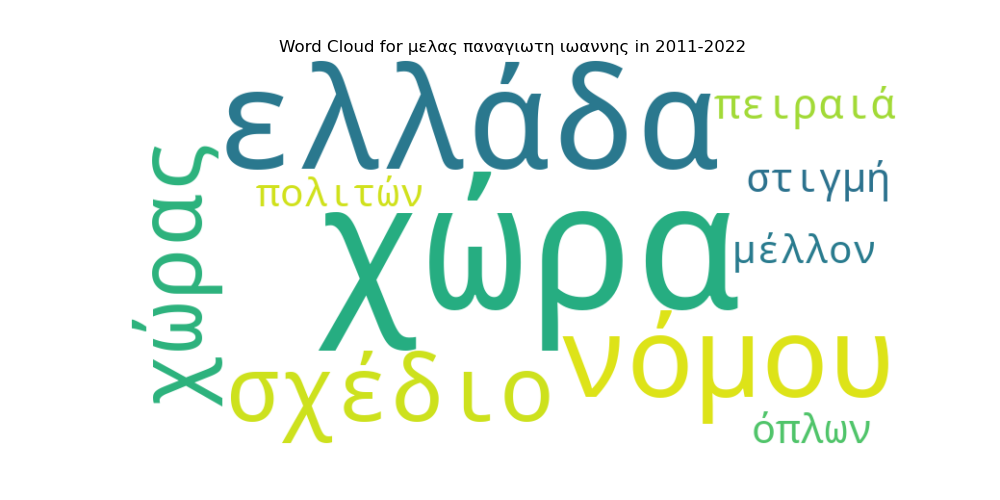 Word Cloud for μελας παναγιωτη ιωαννης in 2011-2022
ελλάδα
πειραιά
στιγμή
πολιτών
χώρας
χώρα
μέλλον
νόμου
σχέδιο
όπλων